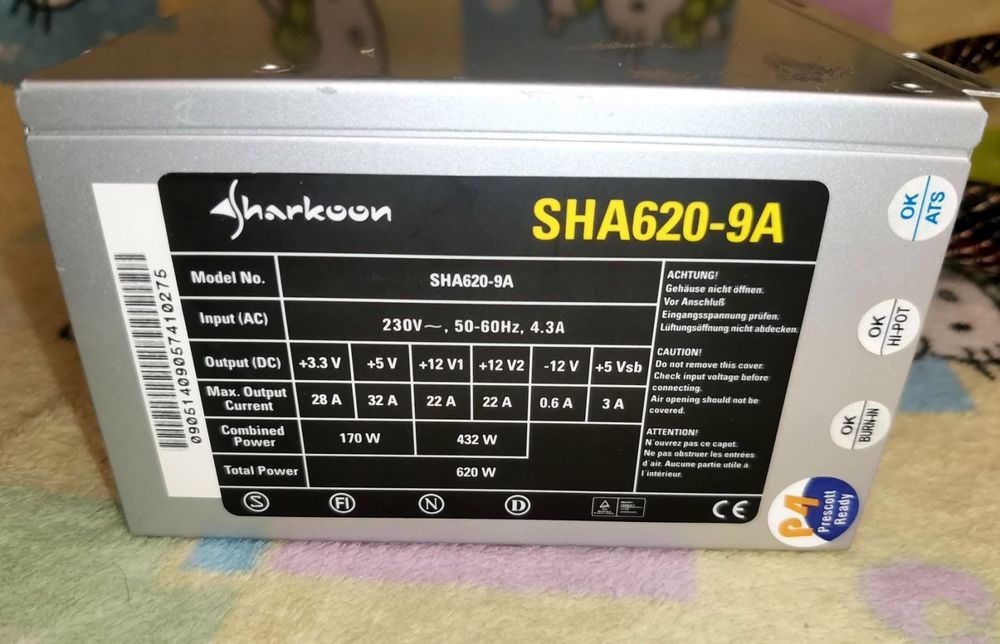 Sharkoon
SHA620-9A
Model No. SHA620-9A
Input (AC) 230V~, 50-60Hz, 4.3A
Output (DC) +3.3 V +5 V +12 V1 +12 V2 -12 V +5 Vsb
Max. Output
Current 28 A 32 A 22 A 22 A 0.6 A 3 A
Combined
Power 170 W 432 W
Total Power 620 W
ACHTUNG!
Gehäuse nicht öffnen.
Vor Anschluß
Eingangsspannung prüfen.
Lüftungsöffnung nicht abdecken.
CAUTION!
Do not remove this cover.
Check input voltage before
connecting.
Air opening should not be
covered.
ATTENTION!
N'ouvrez pas ce capot.
Ne pas obstruer les entrées
d'air. Aucune partie utile à
l'intérieur.
S FI N D
CE
090514090057410275
OK
ATS
OK
HI-POT
OK
BURN-IN
P4
Prescott
Ready